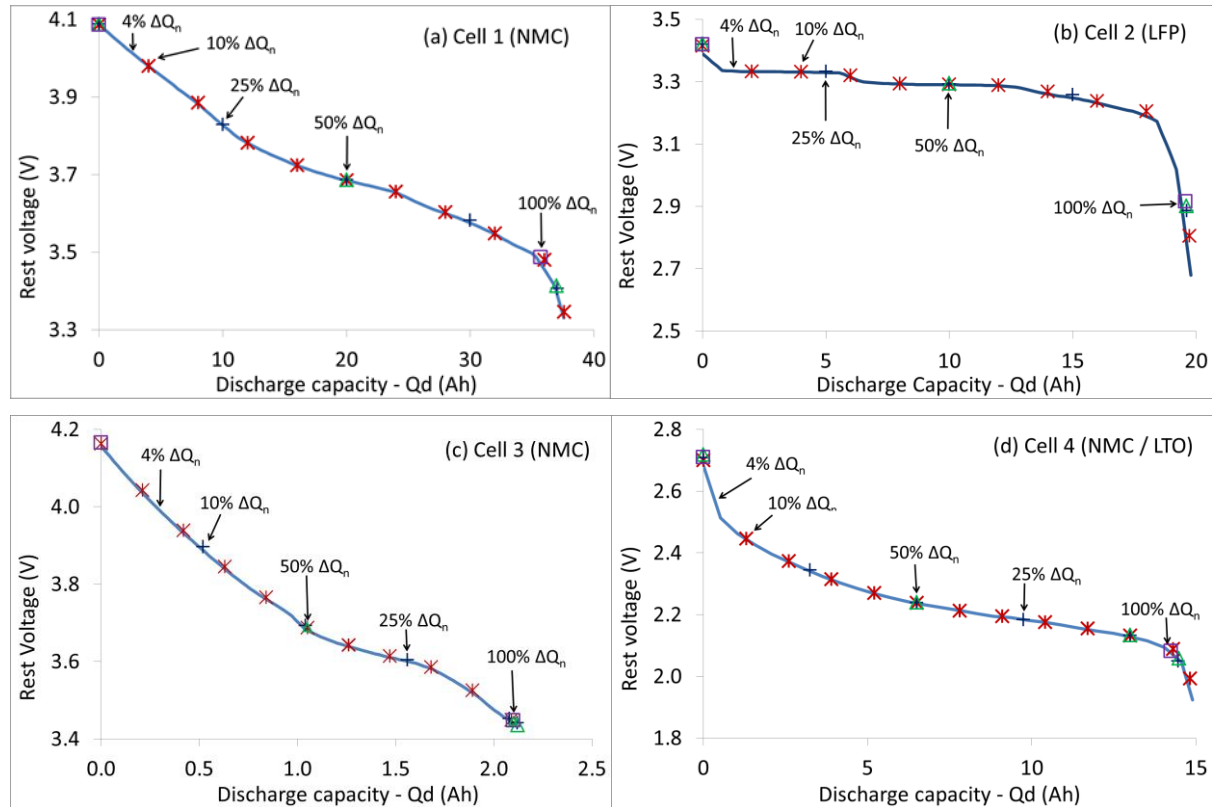 4.1
3.9
3.7
3.5
3.3
Rest voltage (V)
(a) Cell 1 (NMC)
4% ΔQn
10% ΔQn
25% ΔQn
50% ΔQn
100% ΔQn
0
10
20
30
40
Discharge capacity - Qd (Ah)
3.5
3.3
3.1
2.9
2.7
2.5
Rest Voltage (V)
4% ΔQn
10% ΔQn
(b) Cell 2 (LFP)
25% ΔQn
50% ΔQn
100% ΔQn
0
5
10
15
20
Discharge Capacity - Qd (Ah)
4.2
4.0
3.8
3.6
3.4
Rest voltage (V)
(c) Cell 3 (NMC)
4% ΔQn
10% ΔQn
50% ΔQn
25% ΔQn
100% ΔQn
0.0
0.5
1.0
1.5
2.0
2.5
Discharge capacity - Qd (Ah)
2.8
2.6
2.4
2.2
2.0
1.8
Rest voltage (V)
(d) Cell 4 (NMC / LTO)
4% ΔQn
10% ΔQn
50% ΔQn
25% ΔQn
100% ΔQn
0
5
10
15
Discharge capacity - Qd (Ah)